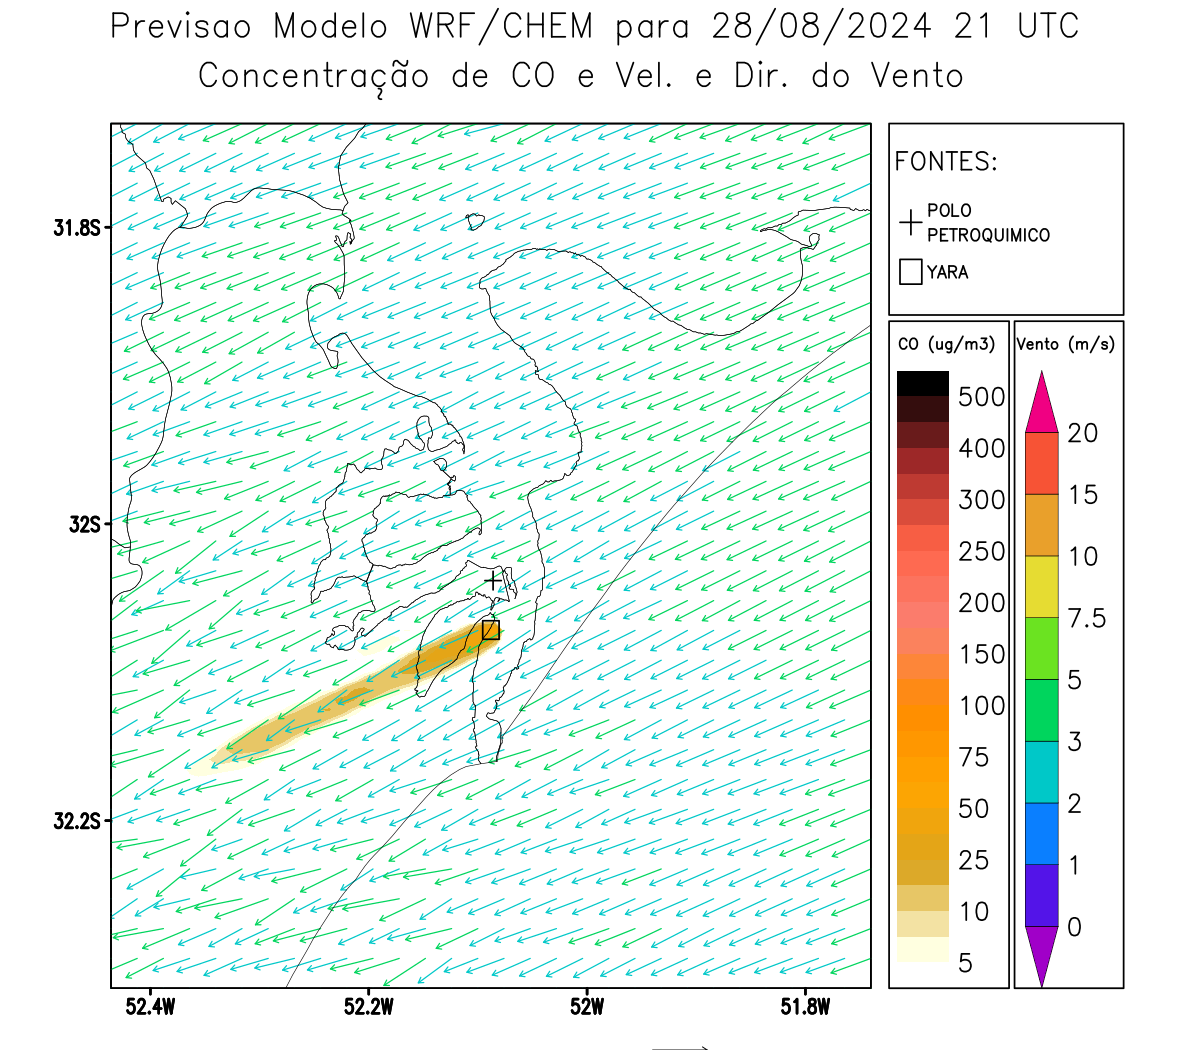 Previsao Modelo WRF/CHEM para 28/08/2024 21 UTC
Concentração de CO e Vel. e Dir. do Vento
FONTES:
POLO
PETROQUIMICO
YARA
CO (ug/m3)
500
400
300
250
200
150
100
75
50
25
10
5
Vento (m/s)
20
15
10
7.5
5
3
2
1
0
31.8S
32S
32.2S
52.4W 52.2W 52W 51.8W